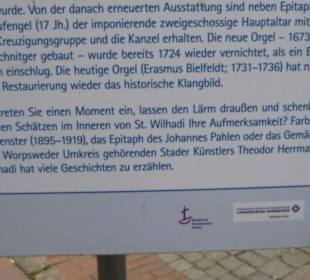 wurde. Von der danach erneuerten Ausstattung sind neben Epitap
ufengel (17 Jh.) der imponierende zweigeschossige Hauptaltar mit
Kreuzigungsgruppe und die Kanzel erhalten. Die neue Orgel – 1673
chnitger gebaut – wurde bereits 1724 wieder vernichtet, als ein B
n einschlug. Die heutige Orgel (Erasmus Bielfeldt; 1731–1736) hat n
Restaurierung wieder das historische Klangbild.
treten Sie einen Moment ein, lassen den Lärm draußen und schenk
nen Schätzen im Inneren von St. Wilhadi Ihre Aufmerksamkeit? Farb
enster (1895–1919), das Epitaph des Johannes Pahlen oder das Gemä
Worpsweder Umkreis gehörenden Stader Künstlers Theodor Herrma
hadi hat viele Geschichten zu erzählen.